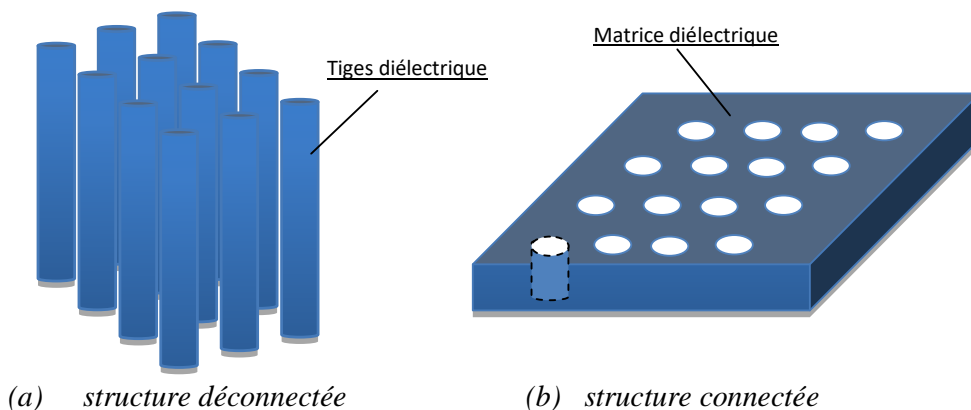 Matrice diélectrique
Tiges diélectrique
(a) structure déconnectée
(b) structure connectée